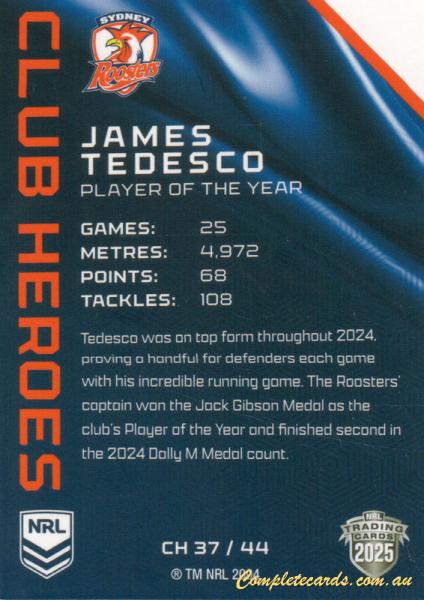 SYDNEY
Roosters
CLUB HEROES
JAMES
TEDESCO
PLAYER OF THE YEAR
GAMES: 25
METRES: 4,972
POINTS: 68
TACKLES: 108
Tedesco was on top form throughout 2024,
proving a handful for defenders each game
with his incredible running game. The Roosters'
captain won the Jack Gibson Medal as the
club's Player of the Year and finished second in
the 2024 Dally M Medal count.
NRL
CH 37 / 44
® TM NRL 2024
NRL
TRADING
CARDS
2025
Completecards.com.au